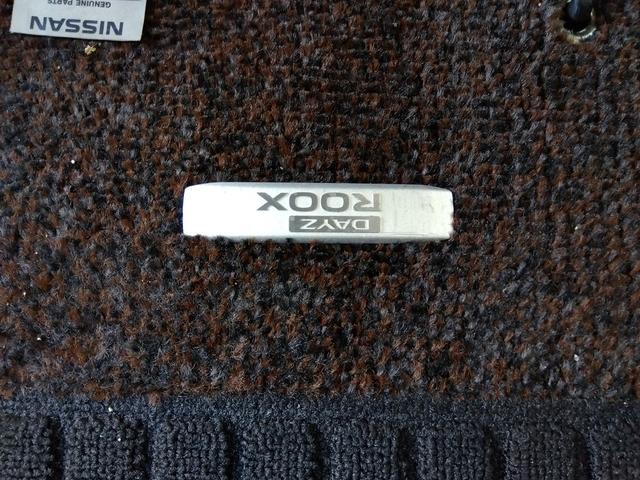 NISSAN
GENUINE PARTS
DAYZ
ROOX